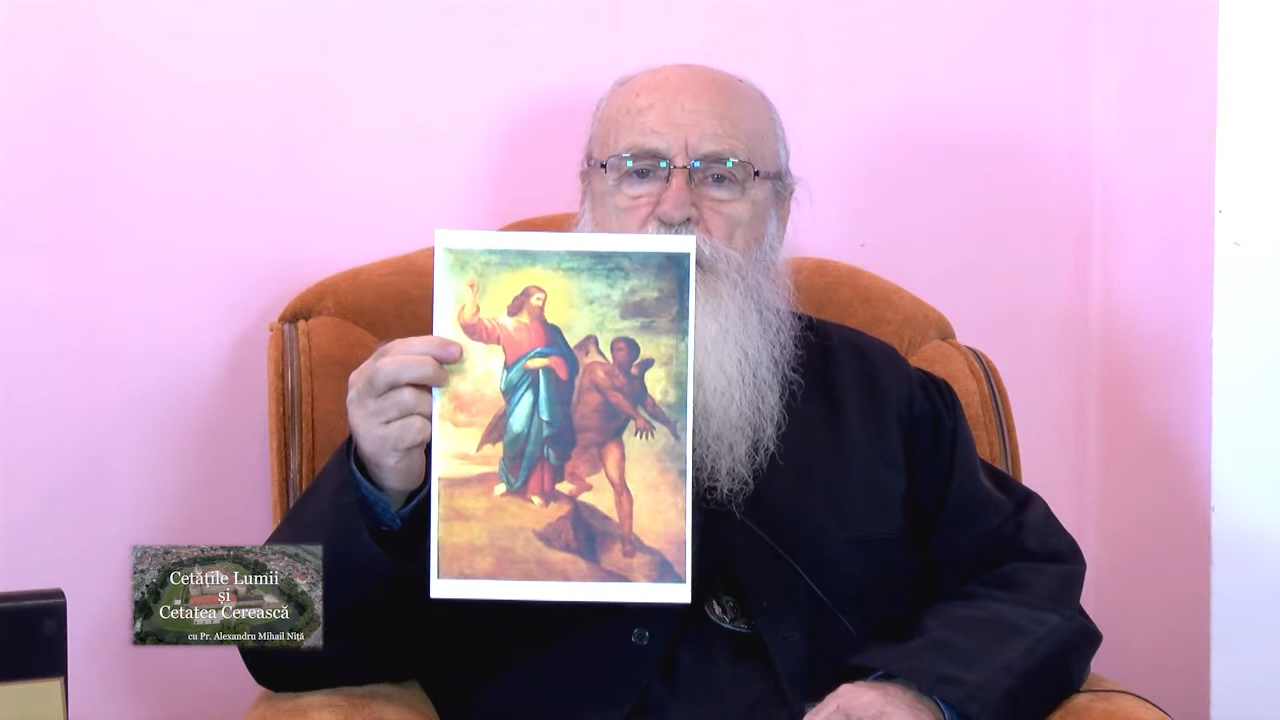 Cetățile Lumii
și
Cetatea Cerească
cu Pr. Alexandru Mihail Niță